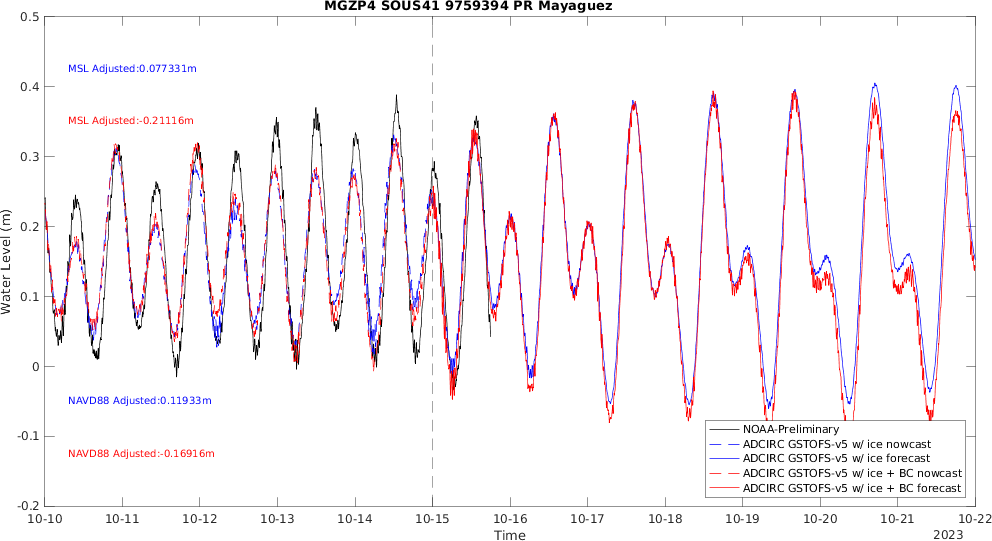 MGZP4 SOUS41 9759394 PR Mayaguez
0.5
0.4
0.3
0.2
0.1
0
-0.1
-0.2
Water Level (m)
MSL Adjusted:0.077331m
MSL Adjusted:-0.21116m
NAVD88 Adjusted:0.11933m
NAVD88 Adjusted:-0.16916m
NOAA-Preliminary
ADCIRC GSTOFS-v5 w/ ice nowcast
ADCIRC GSTOFS-v5 w/ ice forecast
ADCIRC GSTOFS-v5 w/ ice + BC nowcast
ADCIRC GSTOFS-v5 w/ ice + BC forecast
10-10 10-11 10-12 10-13 10-14 10-15 10-16 10-17 10-18 10-19 10-20 10-21 10-22
Time
2023